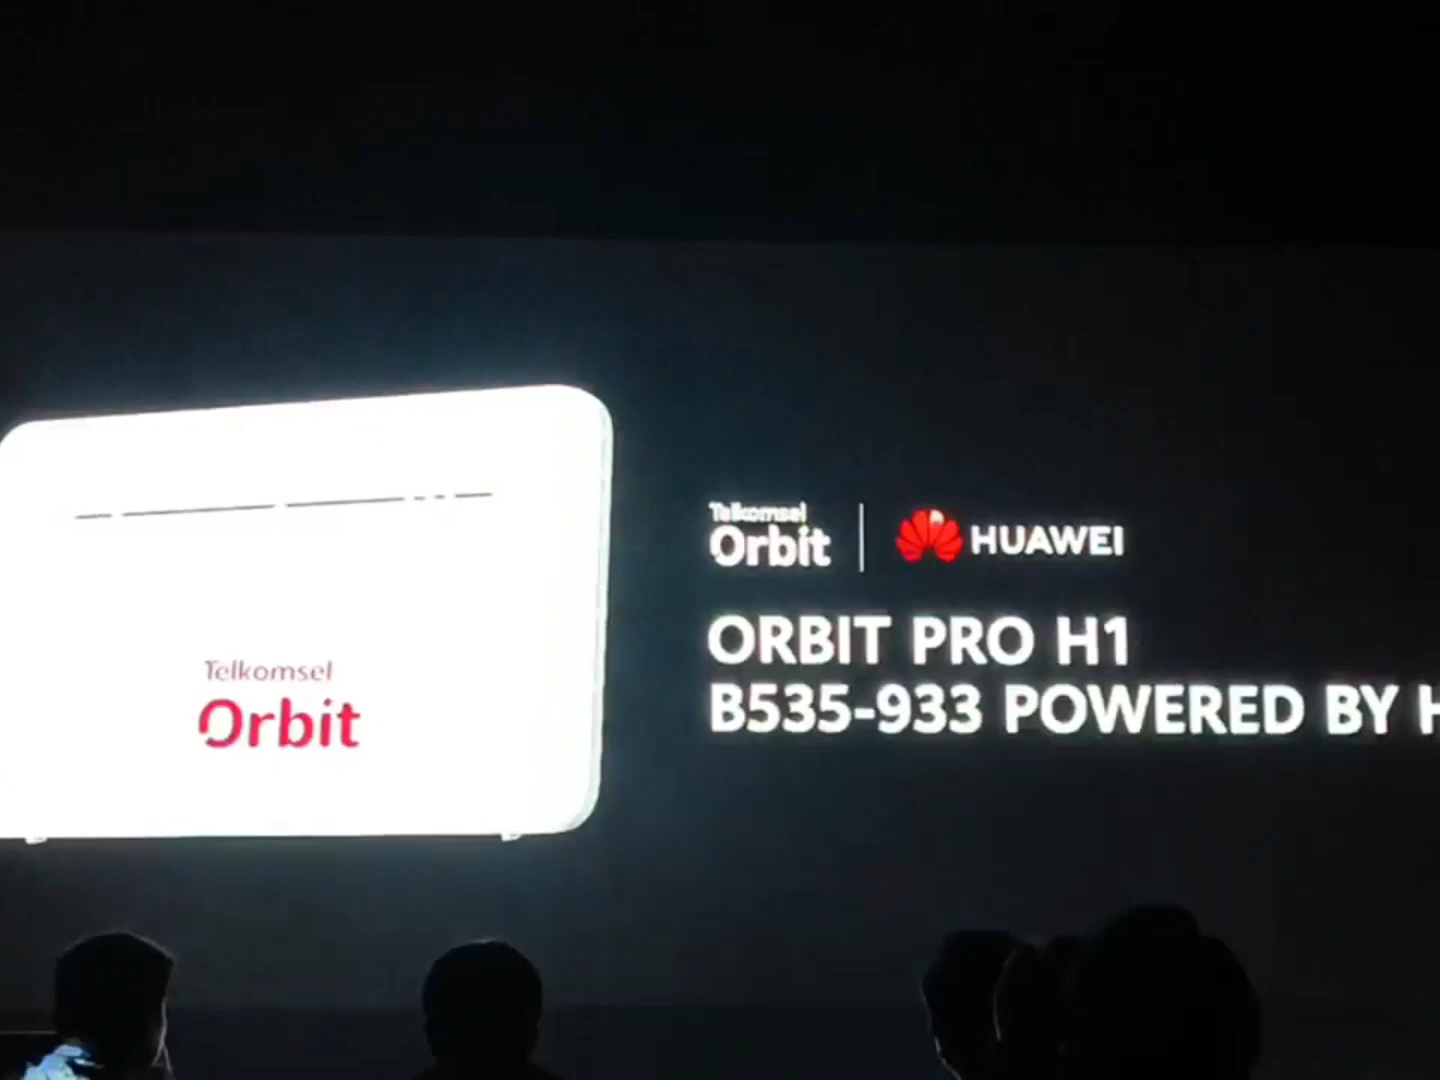 Telkomsel
Orbit
Telkomsel
Orbit
HUAWEI
ORBIT PRO H1
B535-933 POWERED BY H